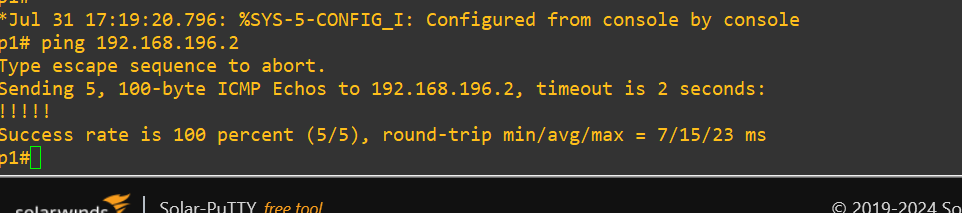 *Jul 31 17:19:20.796: %SYS-5-CONFIG_I: Configured from console by console
p1# ping 192.168.196.2
Type escape sequence to abort.
Sending 5, 100-byte ICMP Echos to 192.168.196.2, timeout is 2 seconds:
!!!!!
Success rate is 100 percent (5/5), round-trip min/avg/max = 7/15/23 ms
p1#
solarwinds | Solar-PuTTY free tool © 2019-2024 So